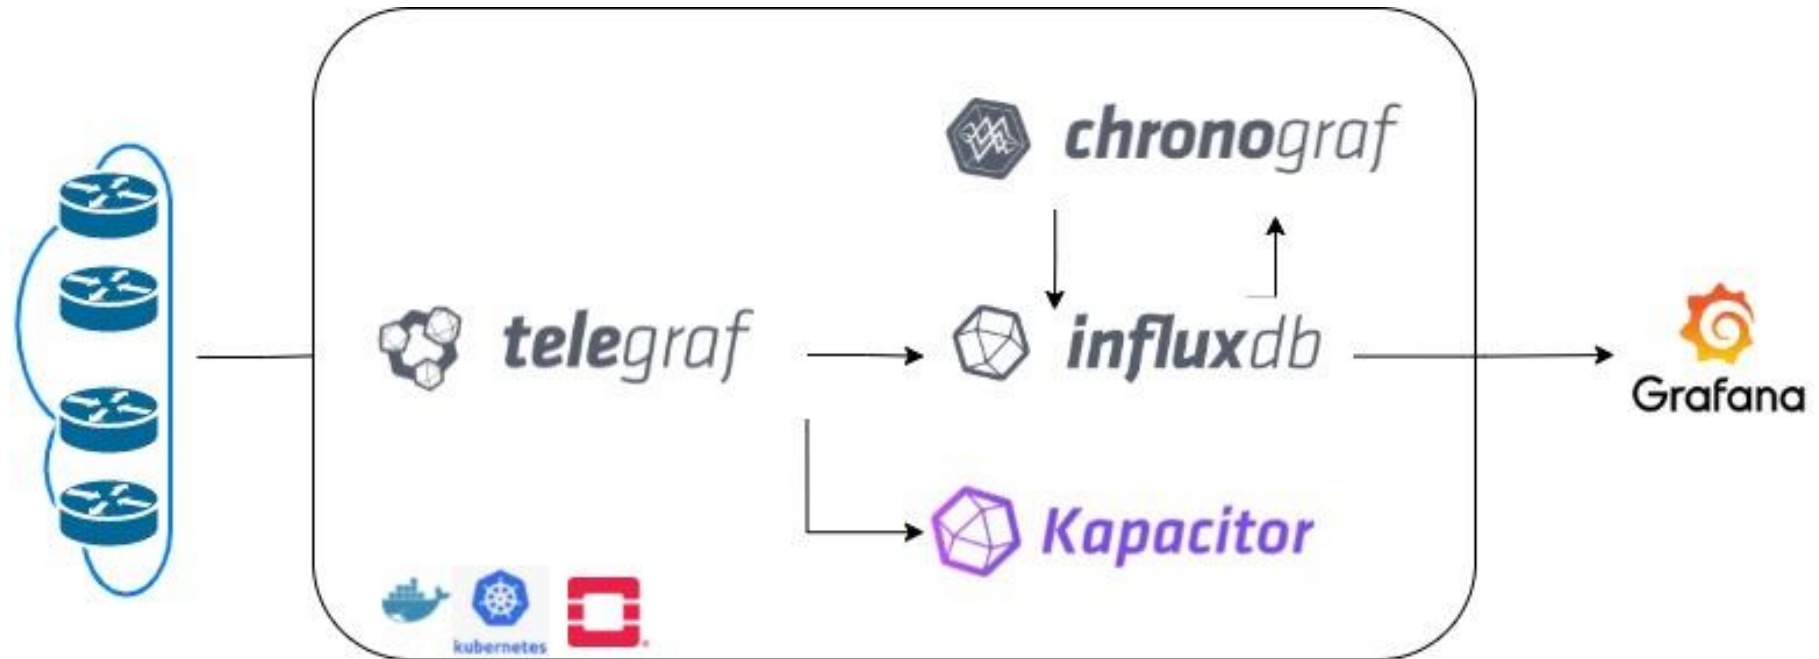 chronograf
telegraf
influxdb
Grafana
Kapacitor
kubernetes